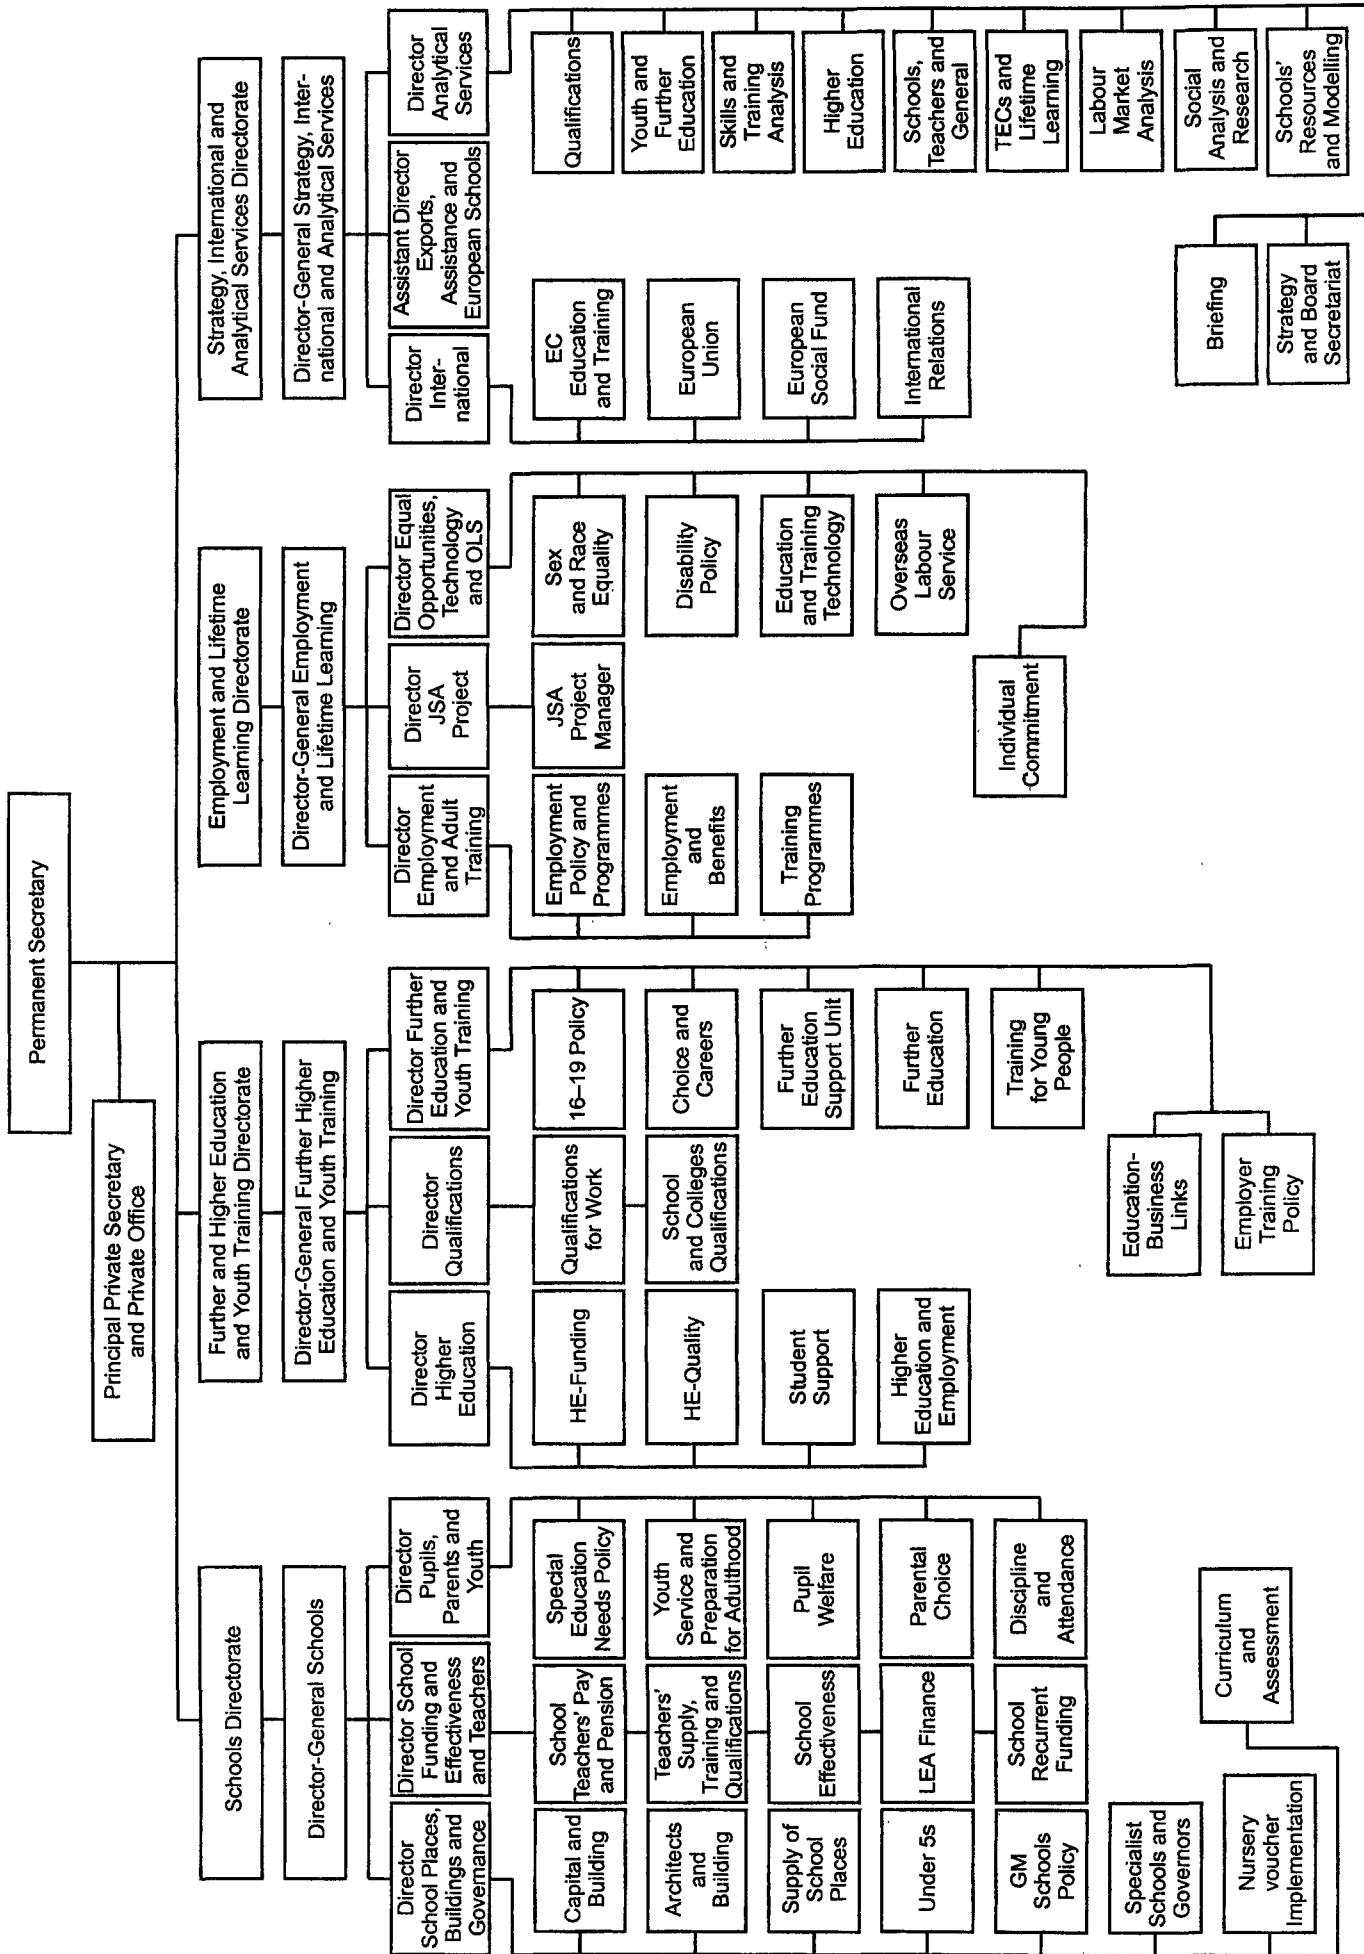 Permanent Secretary
Principal Private Secretary
and Private Office
Schools Directorate
Director-General Schools
Director
School Places,
Buildings and
Governance
Capital and
Building
Architects
and
Building
Supply of
School
Places
Under 5s
GM
Schools
Policy
Specialist
Schools and
Governors
Nursery
voucher
Implementation
Curriculum
and
Assessment
Director School
Funding and
Effectiveness
and Teachers
School
Teachers' Pay
and Pension
Teachers'
Supply,
Training and
Qualifications
School
Effectiveness
LEA Finance
School
Recurrent
Funding
Director
Pupils,
Parents and
Youth
Special
Education
Needs Policy
Youth
Service and
Preparation
for Adulthood
Pupil
Welfare
Parental
Choice
Discipline
and
Attendance
Further and Higher Education
and Youth Training Directorate
Director-General Further Higher
Education and Youth Training
Director
Higher
Education
HE-Funding
HE-Quality
Student
Support
Higher
Education and
Employment
Director
Qualifications
Qualifications
for Work
School
and Colleges
Qualifications
Director Further
Education and
Youth Training
16–19 Policy
Choice and
Careers
Further
Education
Support Unit
Further
Education
Training
for Young
People
Education-
Business
Links
Employer
Training
Policy
Employment and Lifetime
Learning Directorate
Director-General Employment
and Lifetime Learning
Director
Employment
and Adult
Training
Employment
Policy and
Programmes
Employment
and
Benefits
Training
Programmes
Director
JSA
Project
JSA
Project
Manager
Director Equal
Opportunities,
Technology
and OLS
Sex
and Race
Equality
Disability
Policy
Education
and Training
Technology
Overseas
Labour
Service
Individual
Commitment
Strategy, International and
Analytical Services Directorate
Director-General Strategy, Inter-
national and Analytical Services
Director
Inter-
national
EC
Education
and Training
European
Union
European
Social Fund
International
Relations
Assistant Director
Exports,
Assistance and
European Schools
Director
Analytical
Services
Qualifications
Youth and
Further
Education
Skills and
Training
Analysis
Higher
Education
Schools,
Teachers and
General
TECs and
Lifetime
Learning
Labour
Market
Analysis
Social
Analysis and
Research
Schools'
Resources
and Modelling
Briefing
Strategy
and Board
Secretariat